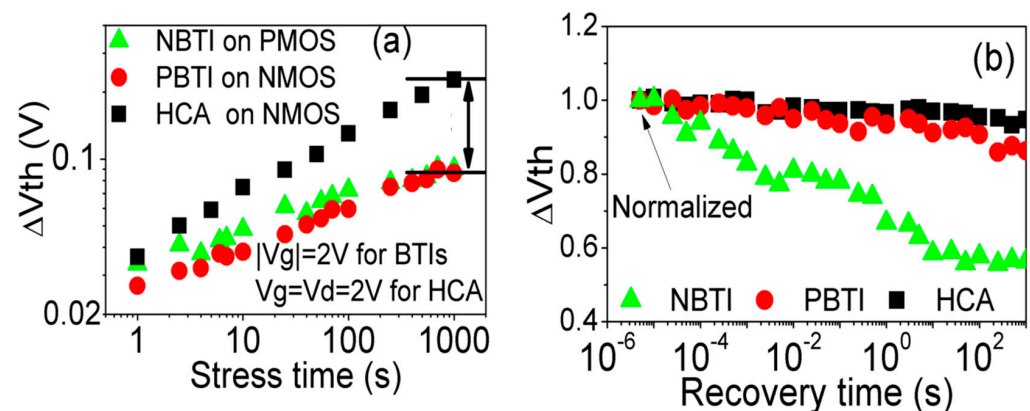 (a)
NBTI on PMOS
PBTI on NMOS
HCA on NMOS
ΔVth (V)
0.1
0.02
|Vg|=2V for BTIs
Vg=Vd=2V for HCA
1 10 100 1000
Stress time (s)
(b)
ΔVth
1.2
1.0
0.8
0.6
0.4
Normalized
NBTI PBTI HCA
10⁻⁶ 10⁻⁴ 10⁻² 10⁰ 10²
Recovery time (s)